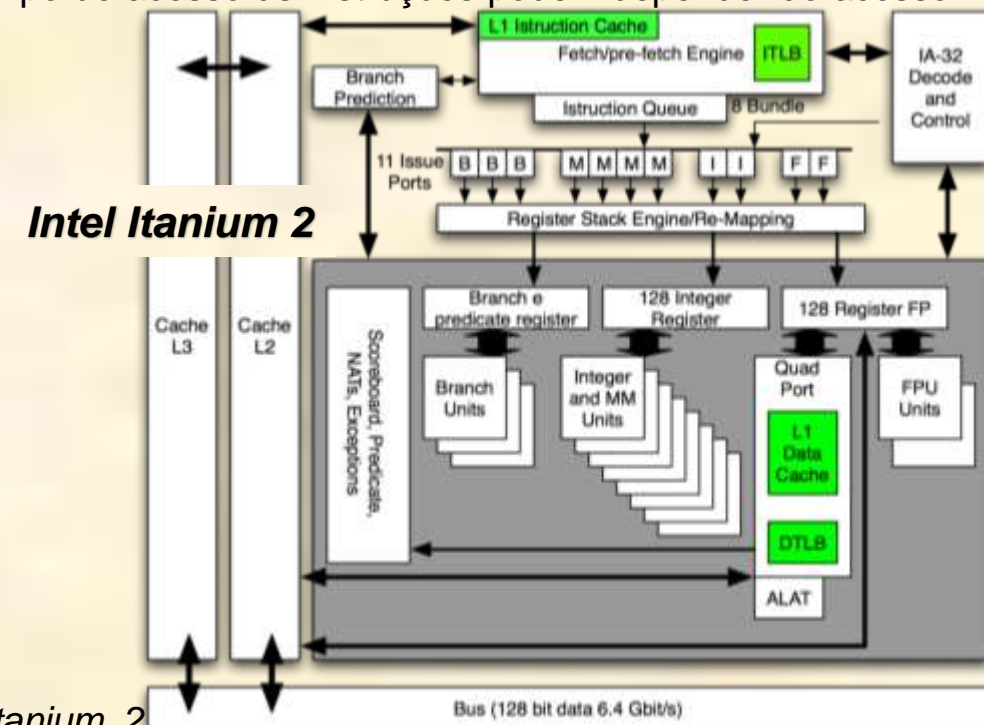 L1 Istruction Cache
Fetch/pre-fetch Engine
ITLB
IA-32
Decode
and
Control
Branch
Prediction
Istruction Queue
8 Bundle
11 Issue
Ports
B B B M M M M I I F F
Intel Itanium 2
Register Stack Engine/Re-Mapping
Cache
L3
Cache
L2
Scoreboard, Predicate,
NATs, Exceptions
Branch e
predicate register
128 Integer
Register
128 Register FP
Branch
Units
Integer
and MM
Units
Quad
Port
L1
Data
Cache
DTLB
ALAT
FPU
Units
Bus (128 bit data 6.4 Gbit/s)
tanium 2